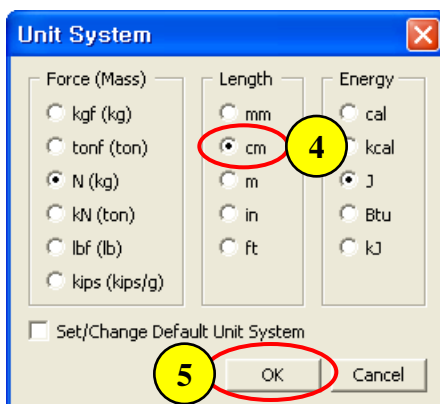 Unit System
Force (Mass)
kgf (kg)
tonf (ton)
N (kg)
kN (ton)
lbf (lb)
kips (kips/g)
Length
mm
cm
m
in
ft
4
Energy
cal
kcal
J
Btu
kJ
Set/Change Default Unit System
5
OK
Cancel